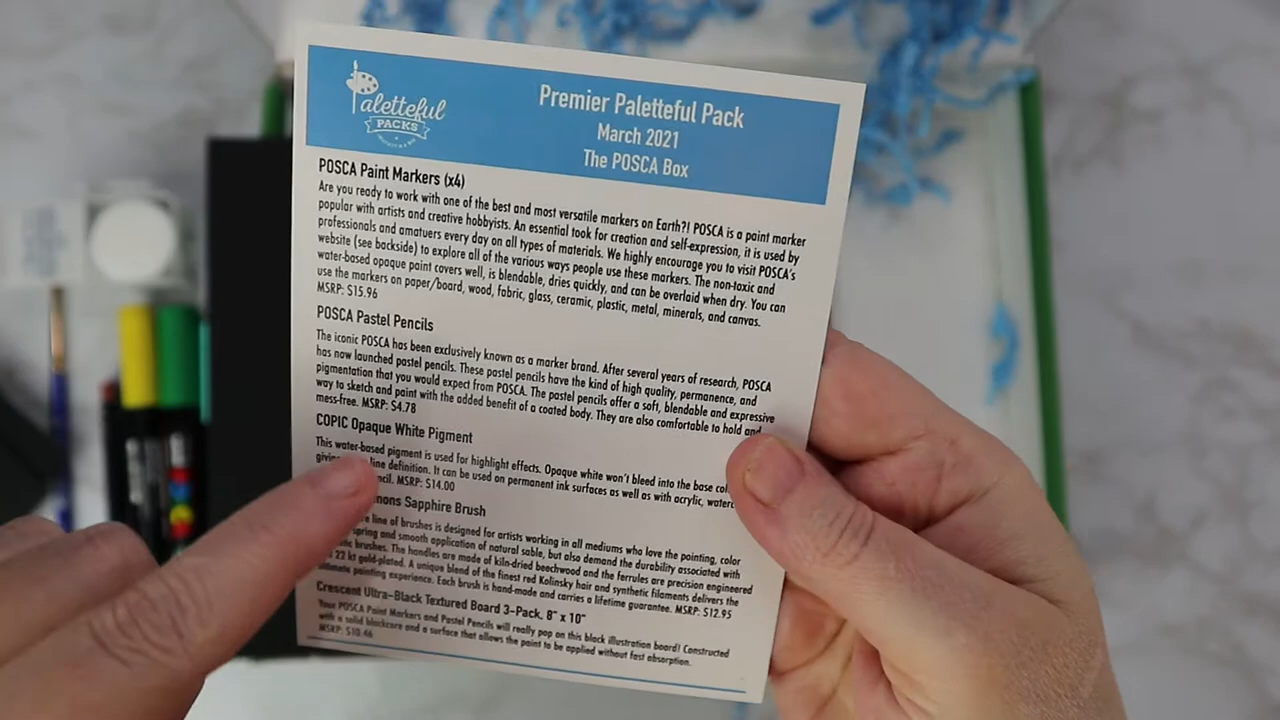 Paletteful
PACKS
Premier Paletteful Pack
March 2021
The POSCA Box
POSCA Paint Markers (x4)
Are you ready to work with one of the best and most versatile markers on Earth?! POSCA is a paint marker
popular with artists and creative hobbyists. An essential took for creation and self-expression, it is used by
professionals and amatuers every day on all types of materials. We highly encourage you to visit POSCA's
website (see backside) to explore all of the various ways people use these markers. The non-toxic and
water-based opaque paint covers well, is blendable, dries quickly, and can be overlaid when dry. You can
use the markers on paper/board, wood, fabric, glass, ceramic, plastic, metal, minerals, and canvas.
MSRP: $15.96
POSCA Pastel Pencils
The iconic POSCA has been exclusively known as a marker brand. After several years of research, POSCA
has now launched pastel pencils. These pastel pencils have the kind of high quality, permanence, and
pigmentation that you would expect from POSCA. The pastel pencils offer a soft, blendable and expressive
way to sketch and paint with the added benefit of a coated body. They are also comfortable to hold and
mess-free. MSRP: $4.78
COPIC Opaque White Pigment
This water-based pigment is used for highlight effects. Opaque white won't bleed into the base
line definition. It can be used on permanent ink surfaces as well as with acrylic,
MSRP: $14.00
Sapphire Brush
line of brushes is designed for artists working in all mediums who love the pointing, color
spring and smooth application of natural sable, but also demand the durability associated with
brushes. The handles are made of kiln-dried beechwood and the ferrules are precision engineered
22 kt gold-plated. A unique blend of the finest red Kolinsky hair and synthetic filaments delivers the
ultimate painting experience. Each brush is hand-made and carries a lifetime guarantee. MSRP: $12.95
Crescent Ultra-Black Textured Board 3-Pack, 8" x 10"
Your POSCA Paint Markers and Pastel Pencils will really pop on this black illustration board! Constructed
with a solid blackcore and a surface that allows the paint to be applied without fast absorption.
MSRP: $10.46